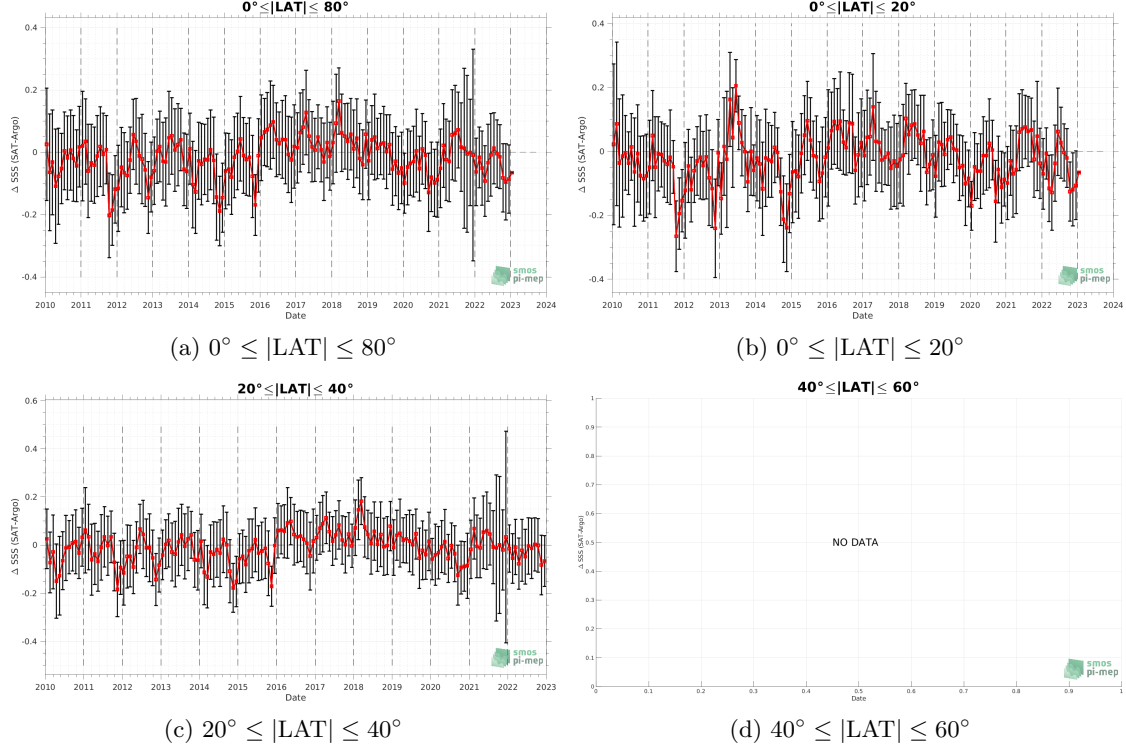 0°≤|LAT|≤ 80°
Δ SSS (SAT-Argo)
0.4
0.2
0
-0.2
-0.4
2010 2011 2012 2013 2014 2015 2016 2017 2018 2019 2020 2021 2022 2023 2024
Date
smos
pi-mep
(a) 0° ≤ |LAT| ≤ 80°
0°≤|LAT|≤ 20°
Δ SSS (SAT-Argo)
0.4
0.2
0
-0.2
-0.4
2010 2011 2012 2013 2014 2015 2016 2017 2018 2019 2020 2021 2022 2023 2024
Date
smos
pi-mep
(b) 0° ≤ |LAT| ≤ 20°
20°≤|LAT|≤ 40°
Δ SSS (SAT-Argo)
0.6
0.4
0.2
0
-0.2
-0.4
2010 2011 2012 2013 2014 2015 2016 2017 2018 2019 2020 2021 2022 2023
Date
smos
pi-mep
(c) 20° ≤ |LAT| ≤ 40°
40°≤|LAT|≤ 60°
Δ SSS (SAT-Argo)
1
0.9
0.8
0.7
0.6
0.5
0.4
0.3
0.2
0.1
0
NO DATA
0 0.1 0.2 0.3 0.4 0.5 0.6 0.7 0.8 0.9 1
Date
smos
pi-mep
(d) 40° ≤ |LAT| ≤ 60°